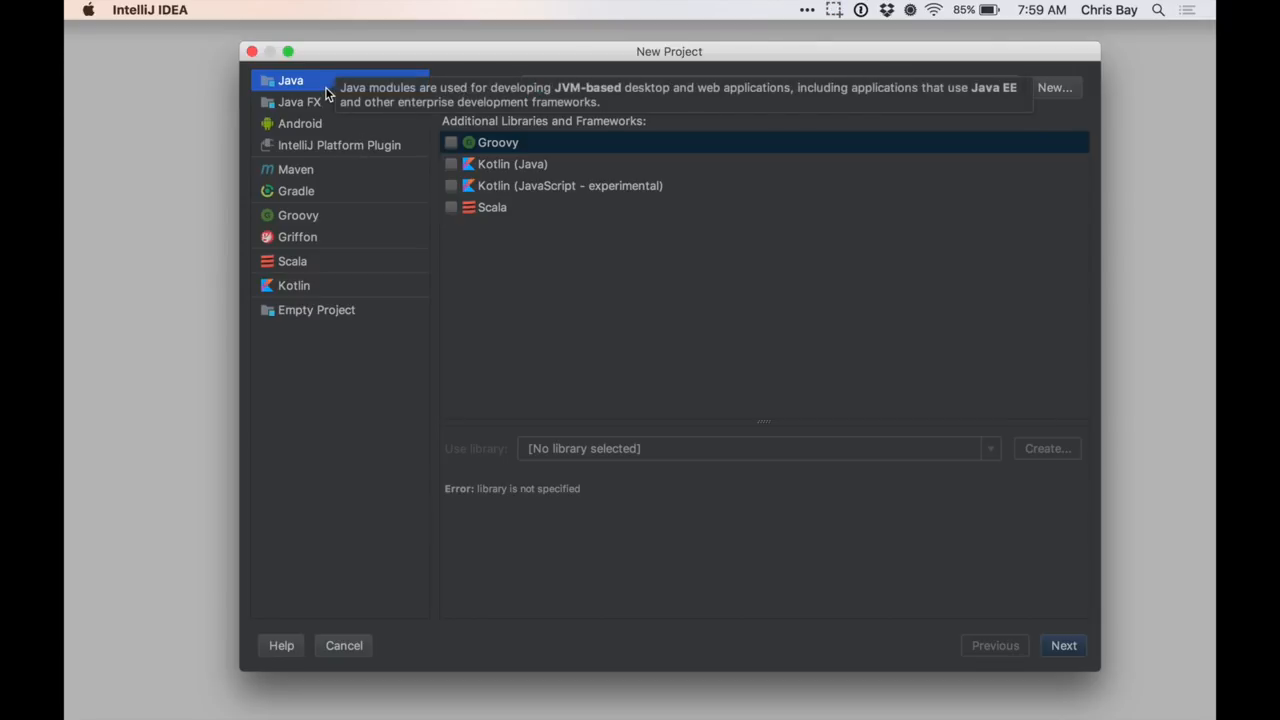 IntelliJ IDEA
85%
7:59 AM
Chris Bay
New Project
Java
Java FX
Android
IntelliJ Platform Plugin
Maven
Gradle
Groovy
Griffon
Scala
Kotlin
Empty Project
Java modules are used for developing JVM-based desktop and web applications, including applications that use Java EE
and other enterprise development frameworks.
New...
Additional Libraries and Frameworks:
Groovy
Kotlin (Java)
Kotlin (JavaScript - experimental)
Scala
Use library:
[No library selected]
Create...
Error: library is not specified
Help
Cancel
Previous
Next